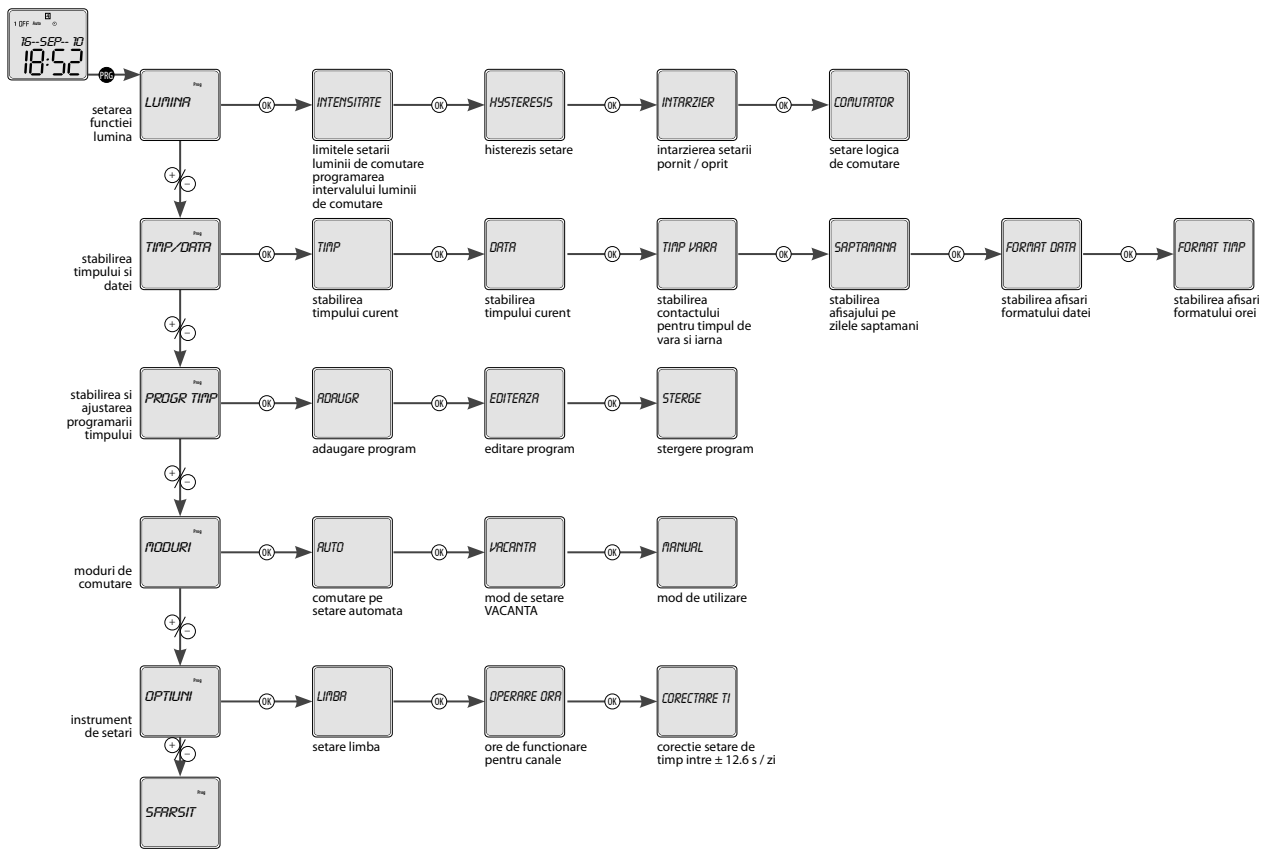 1 OFF Auto
16--SEP-- 10
18:52
PRG
Prog
LUMINA
setarea
functiei
lumina
OK
INTENSITATE
limitele setarii
luminii de comutare
programarea
intervalului luminii
de comutare
OK
HYSTERESIS
histerezis setare
OK
INTARZIER
intarzierea setarii
pornit / oprit
OK
COMUTATOR
setare logica
de comutare
+
−
Prog
TIMP/DATA
stabilirea
timpului si
datei
OK
TIMP
stabilirea
timpului curent
OK
DATA
stabilirea
timpului curent
OK
TIMP VARA
stabilirea
contactului
pentru timpul de
vara si iarna
OK
SAPTAMANA
stabilirea
afisajului pe
zilele saptamani
OK
FORMAT DATA
stabilirea afisari
formatului datei
OK
FORMAT TIMP
stabilirea afisari
formatului orei
+
−
Prog
PROGR TIMP
stabilirea si
ajustarea
programarii
timpului
OK
ADAUGR
adaugare program
OK
EDITEAZA
editare program
OK
STERGE
stergere program
+
−
Prog
MODURI
moduri de
comutare
OK
AUTO
comutare pe
setare automata
OK
VACANTA
mod de setare
VACANTA
OK
MANUAL
mod de utilizare
+
−
Prog
OPTIUNI
instrument
de setari
OK
LIMBA
setare limba
OK
OPERARE ORA
ore de functionare
pentru canale
OK
CORECTARE TI
corectie setare de
timp intre ± 12.6 s / zi
+
−
Prog
SFARSIT